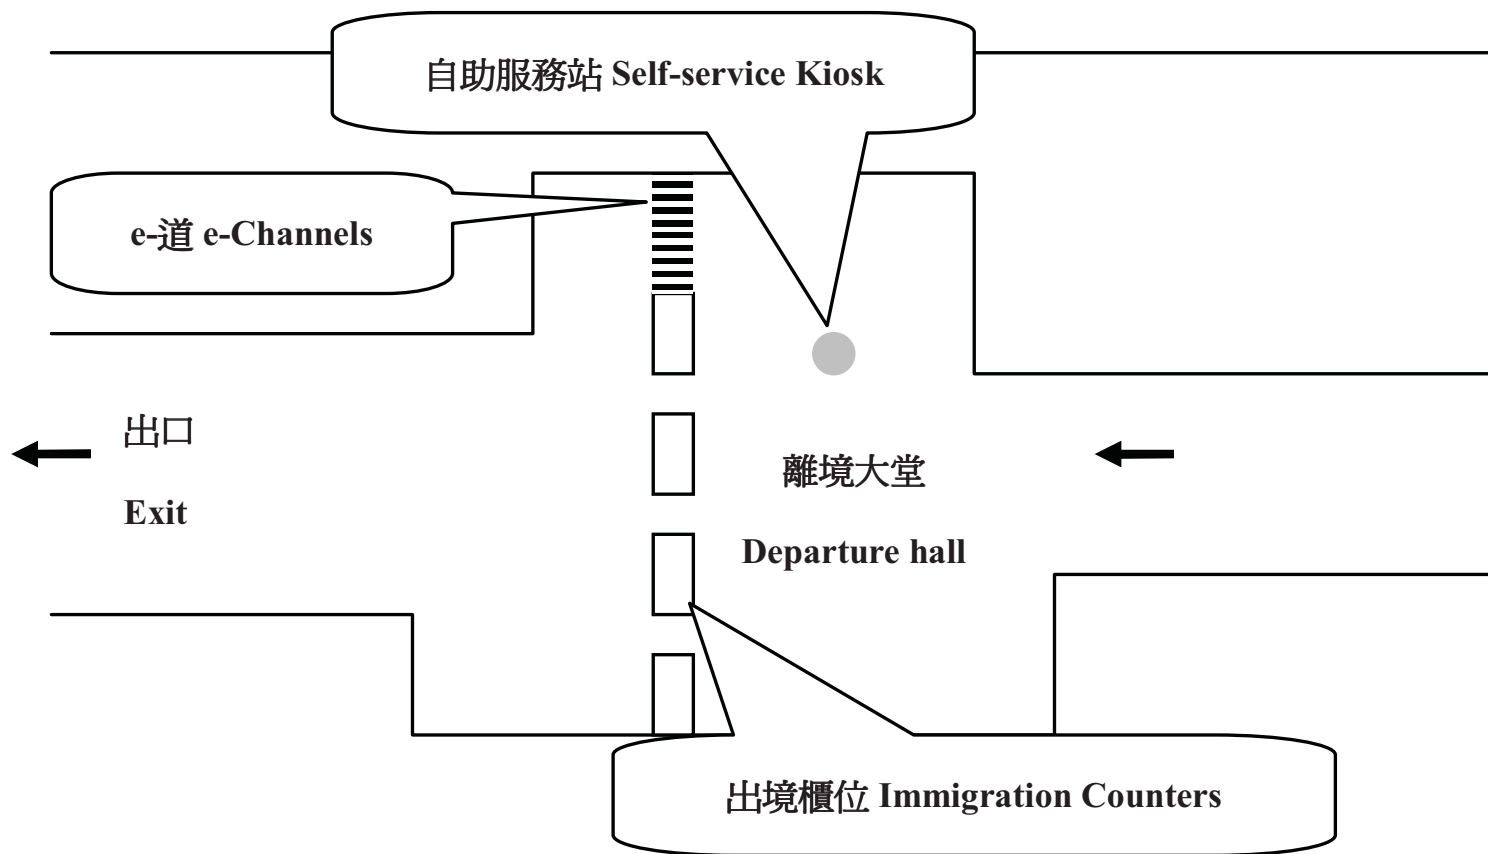 自助服務站 Self-service Kiosk
e-道 e-Channels
出口
Exit
離境大堂
Departure hall
出境櫃位 Immigration Counters